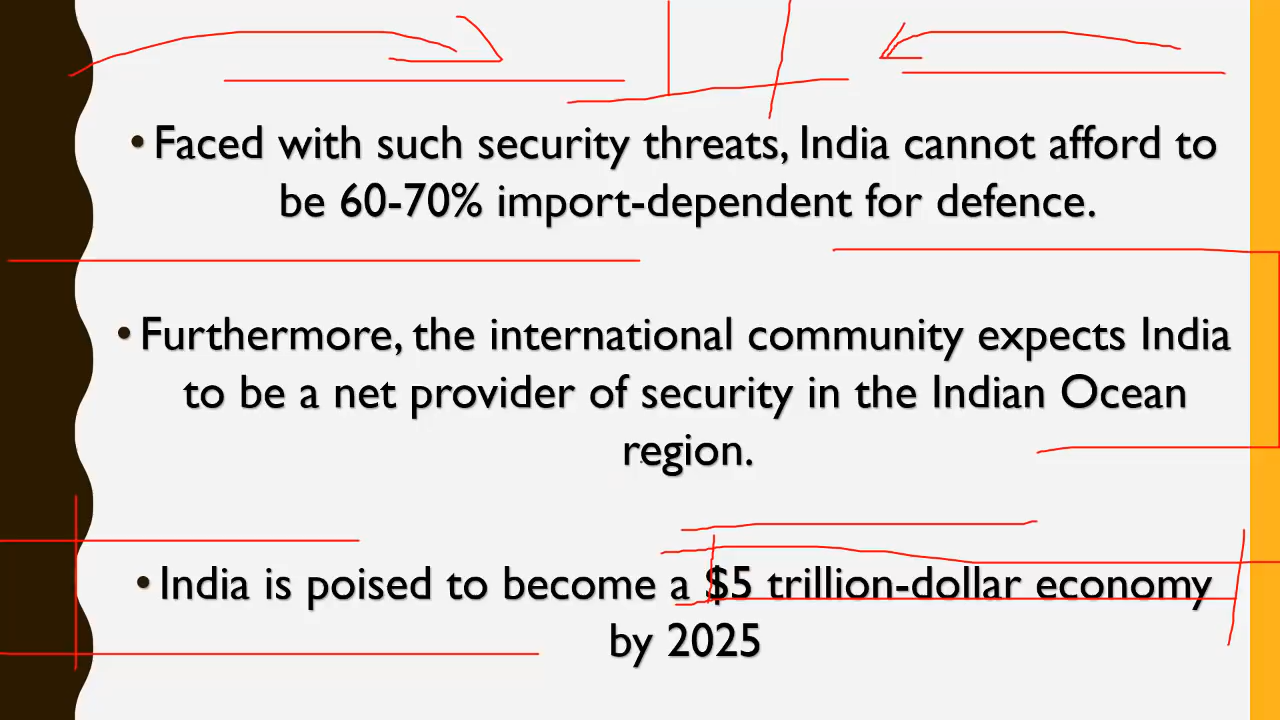 • Faced with such security threats, India cannot afford to
be 60-70% import-dependent for defence.
• Furthermore, the international community expects India
to be a net provider of security in the Indian Ocean
region.
• India is poised to become a $5 trillion-dollar economy
by 2025